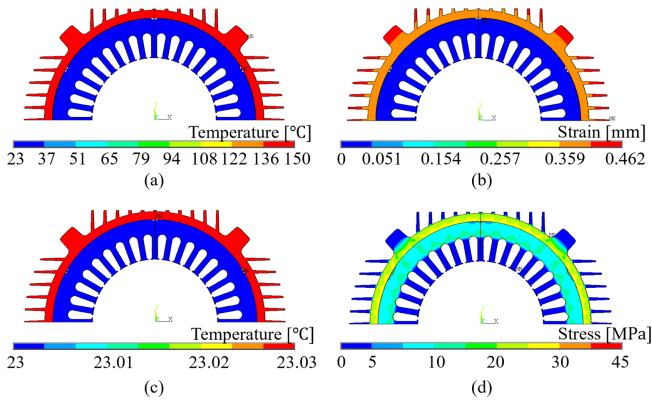 MX
Y
X
Temperature [℃]
23 37 51 65 79 94 108 122 136 150
(a)
Y
X
MX
Strain [mm]
0 0.051 0.154 0.257 0.359 0.462
(b)
Y
X
Temperature [℃]
23 23.01 23.02 23.03
(c)
Y
X
Stress [MPa]
0 5 10 20 30 45
(d)